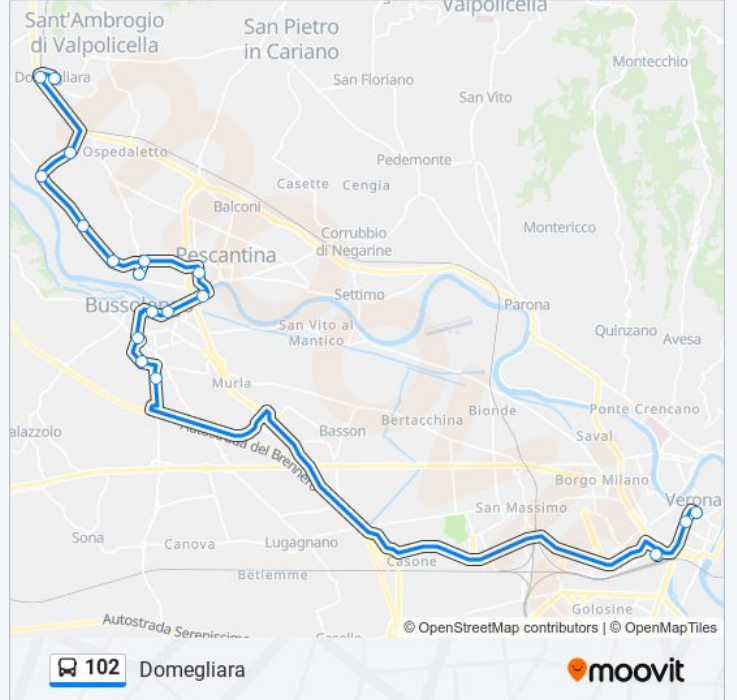 Valpolicella
Sant'Ambrogio
di Valpolicella
San Pietro
in Cariano
Montecchio
San Floriano
San Vito
Ospedaletto
Pedemonte
Casette
Cengia
Balconi
Montericco
Corrubbio
di Negarine
Pescantina
Settimo
Parona
San Vito al
Mantico
Quinzano
Avesa
Murla
Bionde
Ponte Crencano
Bertacchina
Basson
Saval
alazzolo
Autostrada del Brennero
Borgo Milano
Verona
San Massimo
Sona
Canova
Lugagnano
Casone
Betlemme
Golosine
Autostrada Serenissima
Caselle
© OpenStreetMap contributors | © OpenMapTiles
102 Domegliara
moovit